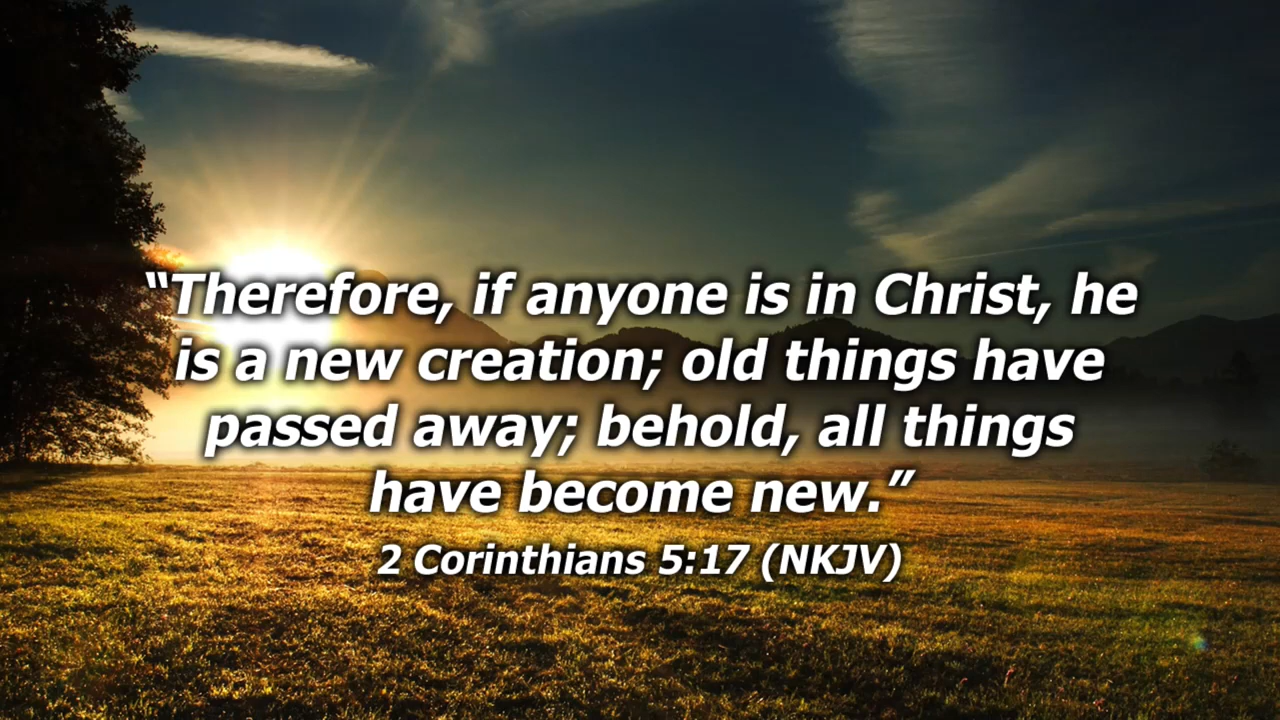 “Therefore, if anyone is in Christ, he
is a new creation; old things have
passed away; behold, all things
have become new.”
2 Corinthians 5:17 (NKJV)